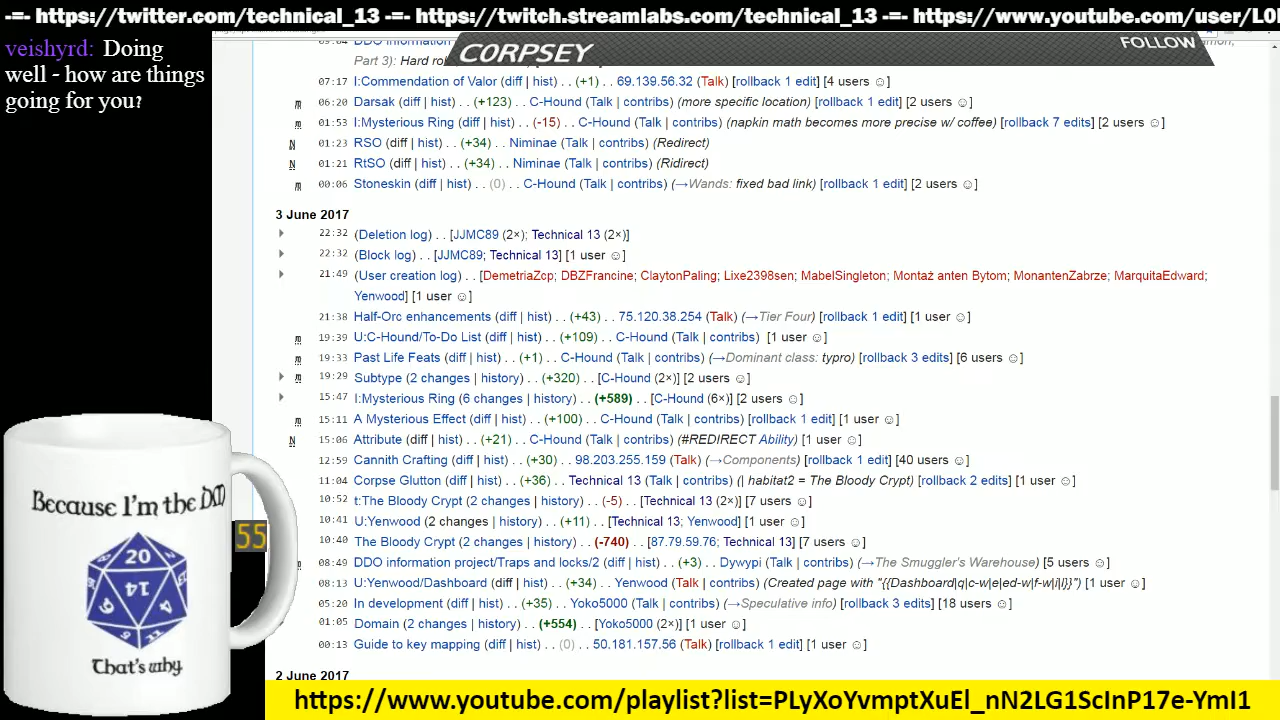 -=- https://twitter.com/technical_13 -=- https://twitch.streamlabs.com/technical_13 -=- https://www.youtube.com/user/L0
veishyrd: Doing
well - how are things
going for you?
CORPSEY
FOLLOW
09:04 DDO information
Part 3): Hard
07:17 I:Commendation of Valor (diff | hist) . . (+1) . . 69.139.56.32 (Talk) [rollback 1 edit] [4 users ☺]
m 06:20 Darsak (diff | hist) . . (+123) . . C-Hound (Talk | contribs) (more specific location) [rollback 1 edit] [2 users ☺]
m 01:53 I:Mysterious Ring (diff | hist) . . (-15) . . C-Hound (Talk | contribs) (napkin math becomes more precise w/ coffee) [rollback 7 edits] [2 users ☺]
N 01:23 RSO (diff | hist) . . (+34) . . Niminae (Talk | contribs) (Redirect)
N 01:21 RtSO (diff | hist) . . (+34) . . Niminae (Talk | contribs) (Ridirect)
m 00:06 Stoneskin (diff | hist) . . (0) . . C-Hound (Talk | contribs) (→Wands: fixed bad link) [rollback 1 edit] [2 users ☺]
3 June 2017
22:32 (Deletion log) . . [JJMC89 (2×); Technical 13 (2×)]
22:32 (Block log) . . [JJMC89; Technical 13] [1 user ☺]
21:49 (User creation log) . . [DemetriaZcp; DBZFrancine; ClaytonPaling; Lixe2398sen; MabelSingleton; Montaż anten Bytom; MonantenZabrze; MarquitaEdward;
Yenwood] [1 user ☺]
21:38 Half-Orc enhancements (diff | hist) . . (+43) . . 75.120.38.254 (Talk) (→Tier Four) [rollback 1 edit] [1 user ☺]
m 19:39 U:C-Hound/To-Do List (diff | hist) . . (+109) . . C-Hound (Talk | contribs) [1 user ☺]
m 19:33 Past Life Feats (diff | hist) . . (+1) . . C-Hound (Talk | contribs) (→Dominant class: typro) [rollback 3 edits] [6 users ☺]
m 19:29 Subtype (2 changes | history) . . (+320) . . [C-Hound (2×)] [2 users ☺]
15:47 I:Mysterious Ring (6 changes | history) . . (+589) . . [C-Hound (6×)] [2 users ☺]
m 15:11 A Mysterious Effect (diff | hist) . . (+100) . . C-Hound (Talk | contribs) [rollback 1 edit] [1 user ☺]
N 15:06 Attribute (diff | hist) . . (+21) . . C-Hound (Talk | contribs) (#REDIRECT Ability) [1 user ☺]
12:59 Cannith Crafting (diff | hist) . . (+30) . . 98.203.255.159 (Talk) (→Components) [rollback 1 edit] [40 users ☺]
11:04 Corpse Glutton (diff | hist) . . (+36) . . Technical 13 (Talk | contribs) (| habitat2 = The Bloody Crypt) [rollback 2 edits] [1 user ☺]
10:52 t:The Bloody Crypt (2 changes | history) . . (-5) . . [Technical 13 (2×)] [7 users ☺]
10:41 U:Yenwood (2 changes | history) . . (+11) . . [Technical 13; Yenwood] [1 user ☺]
10:40 The Bloody Crypt (2 changes | history) . . (-740) . . [87.79.59.76; Technical 13] [7 users ☺]
08:49 DDO information project/Traps and locks/2 (diff | hist) . . (+3) . . Dywypi (Talk | contribs) (→The Smuggler's Warehouse) [5 users ☺]
08:13 U:Yenwood/Dashboard (diff | hist) . . (+34) . . Yenwood (Talk | contribs) (Created page with "{{Dashboard|q|c-w|e|ed-w|f-w|i|l}}") [1 user ☺]
05:20 In development (diff | hist) . . (+35) . . Yoko5000 (Talk | contribs) (→Speculative info) [rollback 3 edits] [18 users ☺]
01:05 Domain (2 changes | history) . . (+554) . . [Yoko5000 (2×)] [1 user ☺]
00:13 Guide to key mapping (diff | hist) . . (0) . . 50.181.157.56 (Talk) [rollback 1 edit] [1 user ☺]
2 June 2017
Because I'm the DM
20
14
That's why.
55
https://www.youtube.com/playlist?list=PLyXoYvmptXuEl_nN2LG1ScInP17e-YmI1